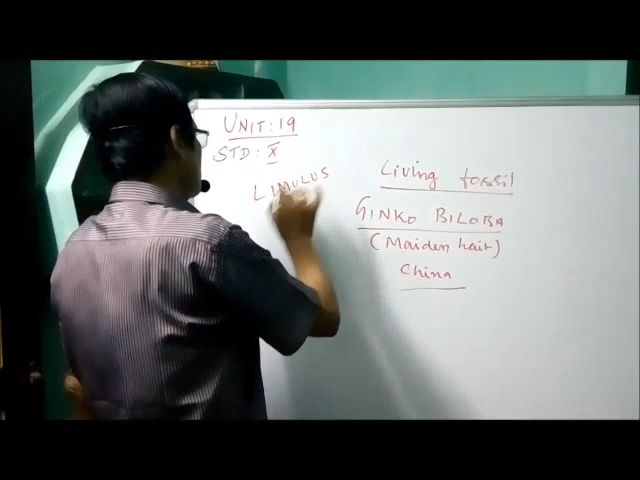 UNIT: 19
STD: X
LIMULUS
Living fossil
GINKO BILOBA
(Maiden hair)
China